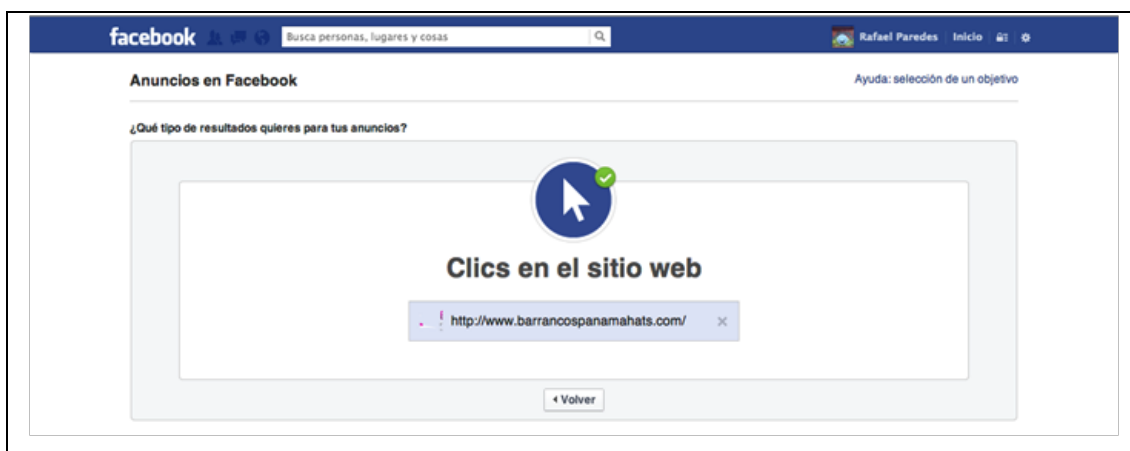 facebook Busca personas, lugares y cosas Rafael Paredes Inicio
Anuncios en Facebook Ayuda: selección de un objetivo
¿Qué tipo de resultados quieres para tus anuncios?
Clics en el sitio web
http://www.barrancospanamahats.com/
Volver